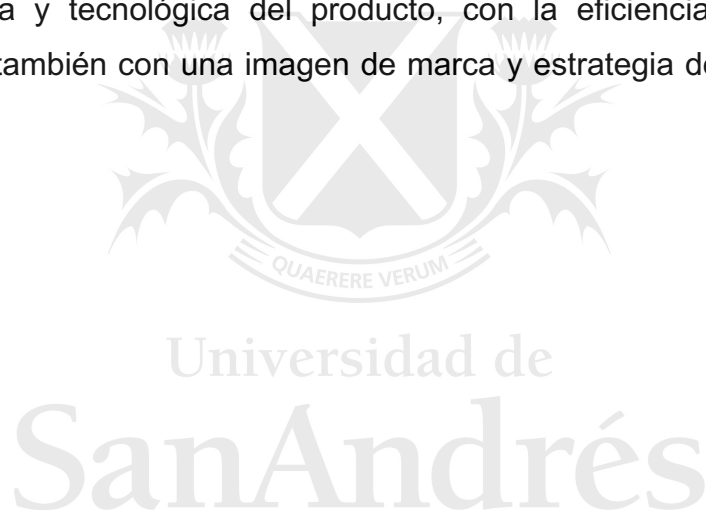 a y tecnológica del producto, con la eficiencia
también con una imagen de marca y estrategia de
QUAERERE VERUM
Universidad de
SanAndrés